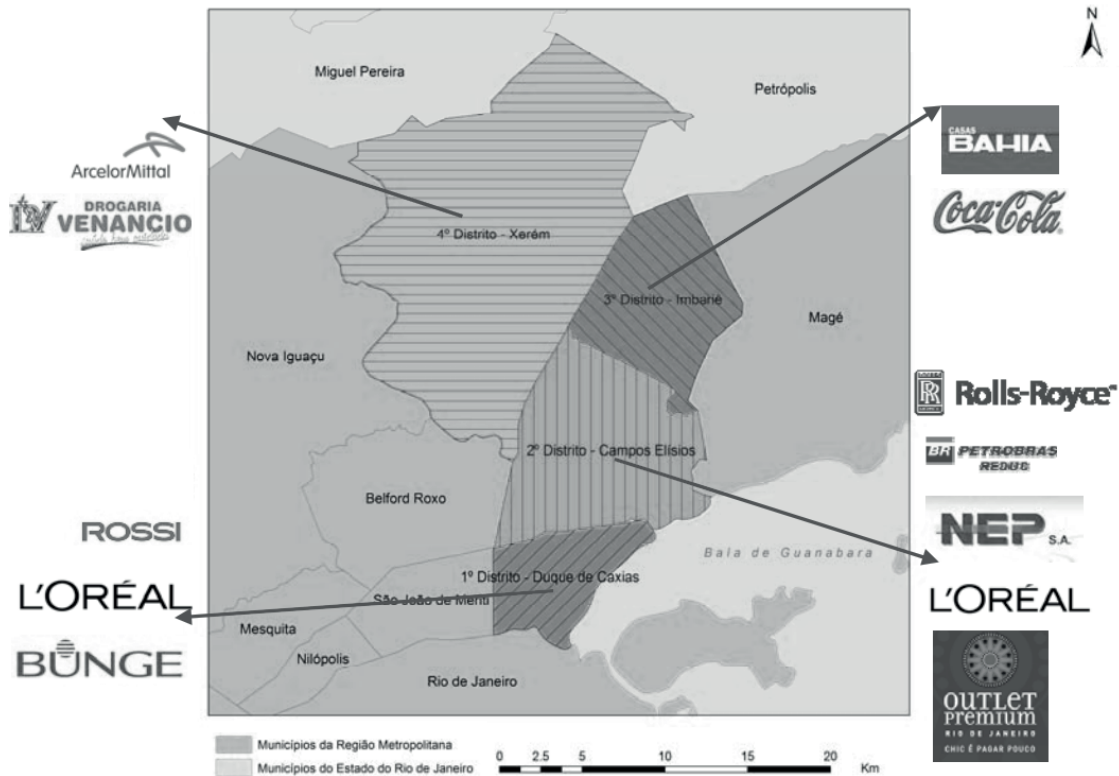 N
Miguel Pereira
Petrópolis
ArcelorMittal
DV DROGARIA
VENANCIO
CASAS
BAHIA
Coca-Cola
4º Distrito - Xerém
3º Distrito - Imbariê
Magé
Nova Iguaçu
RR
Rolls-Royce
2º Distrito - Campos Elísios
BR PETROBRAS
REDUC
Belford Roxo
ROSSI
NEP S.A.
Baía de Guanabara
1º Distrito - Duque de Caxias
São João de Meriti
L'ORÉAL
L'ORÉAL
Mesquita
BUNGE
Nilópolis
Rio de Janeiro
OUTLET
PREMIUM
RIO DE JANEIRO
CHIC É PAGAR POUCO
Municípios da Região Metropolitana
Municípios do Estado do Rio de Janeiro
0 2.5 5 10 15 20
Km